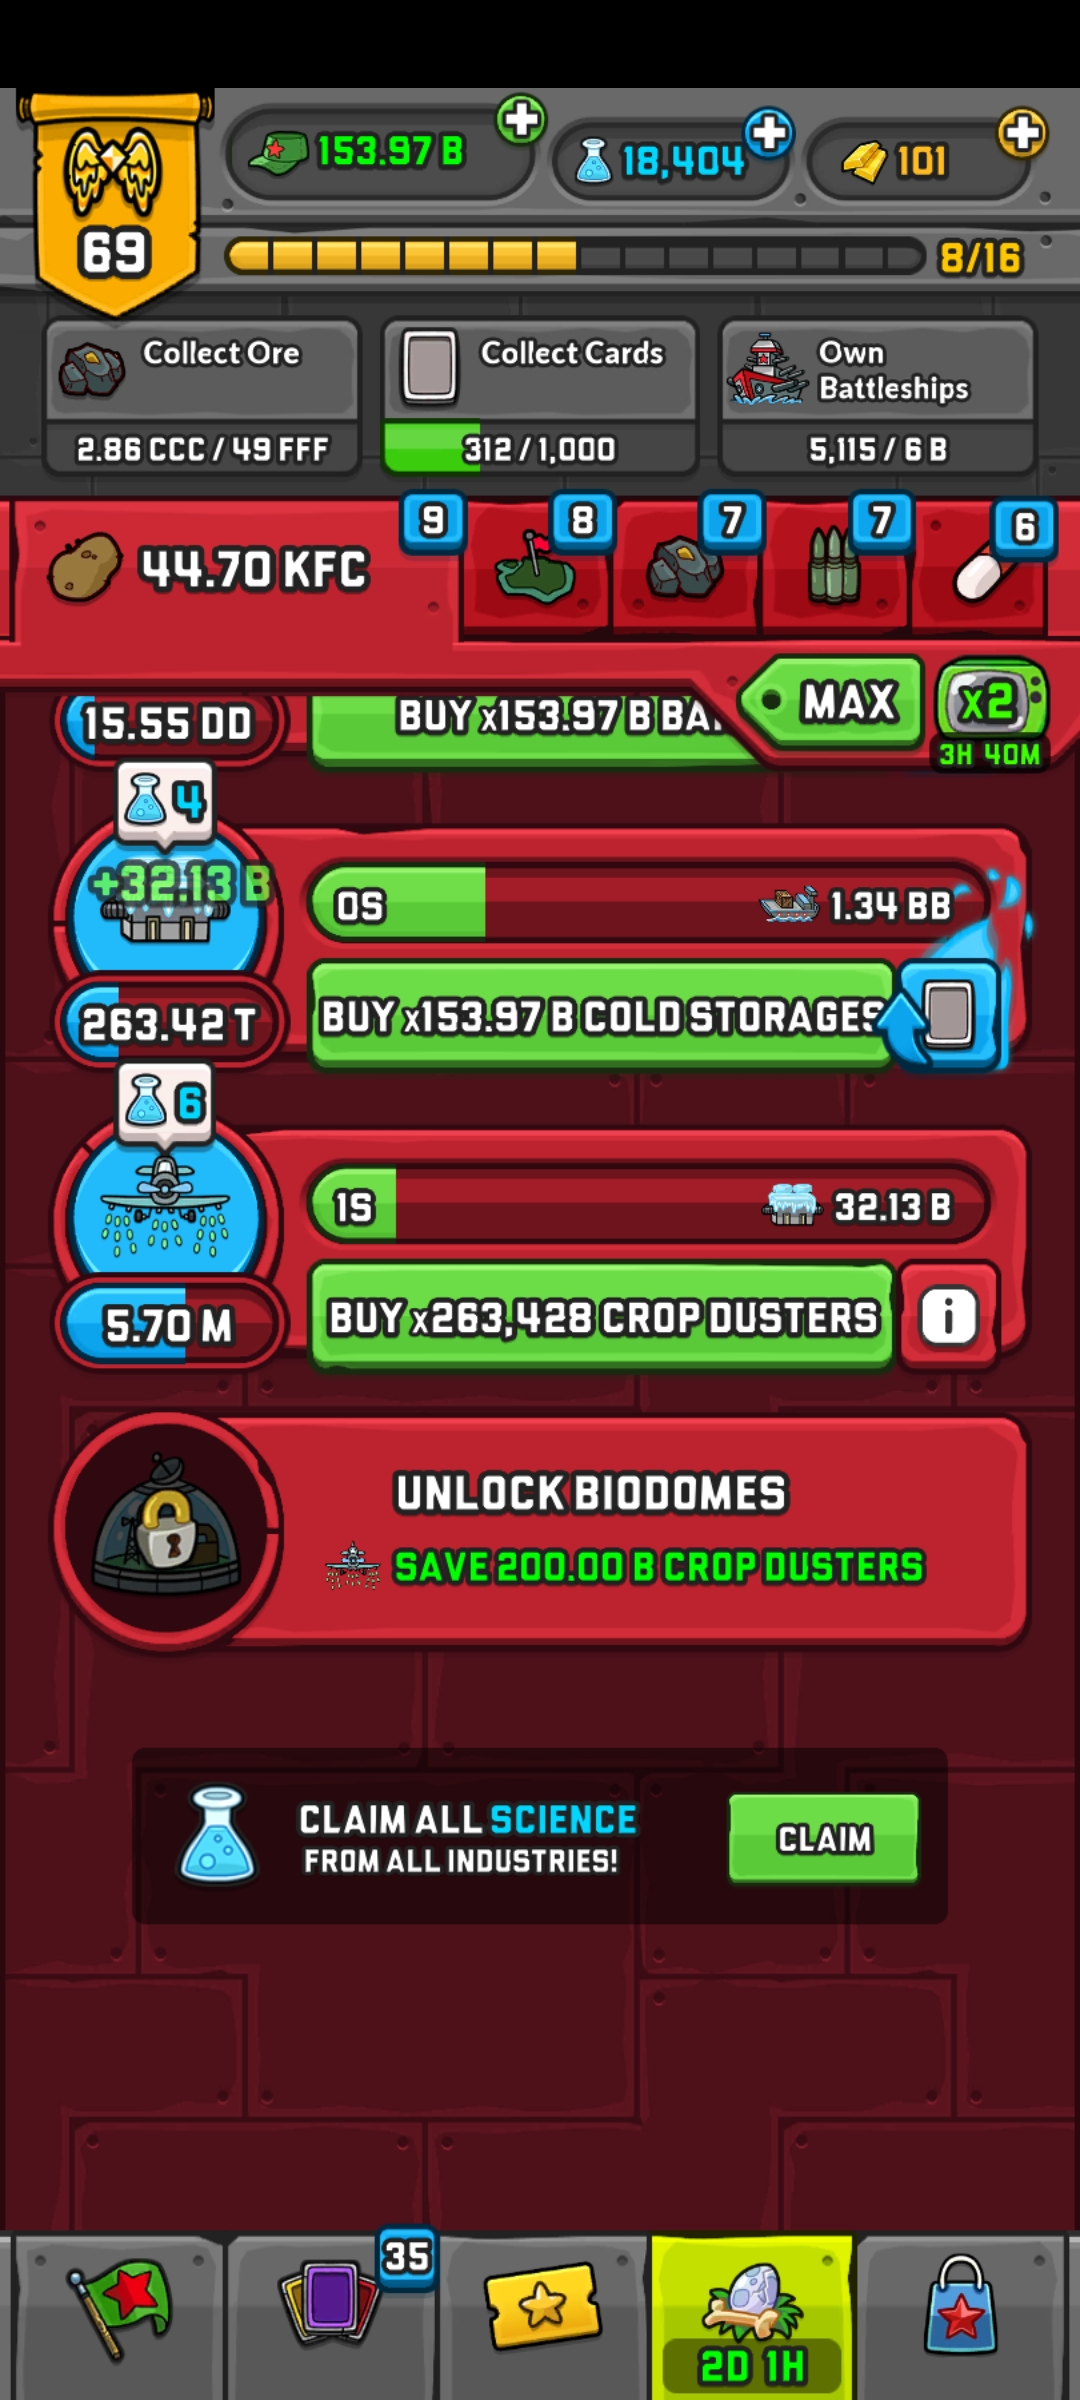 153.97 B
18,404
101
69
8/16
Collect Ore
2.86 CCC / 49 FFF
Collect Cards
312 / 1,000
Own
Battleships
5,115 / 6 B
44.70 KFC
9
8
7
7
6
MAX
x2
3H 40M
15.55 DD
BUY x153.97 B BA
4
+32.13 B
0S
1.34 BB
263.42 T
BUY x153.97 B COLD STORAGES
6
1S
32.13 B
5.70 M
BUY x263,428 CROP DUSTERS
i
UNLOCK BIODOMES
SAVE 200.00 B CROP DUSTERS
CLAIM ALL SCIENCE
FROM ALL INDUSTRIES!
CLAIM
35
2D 1H